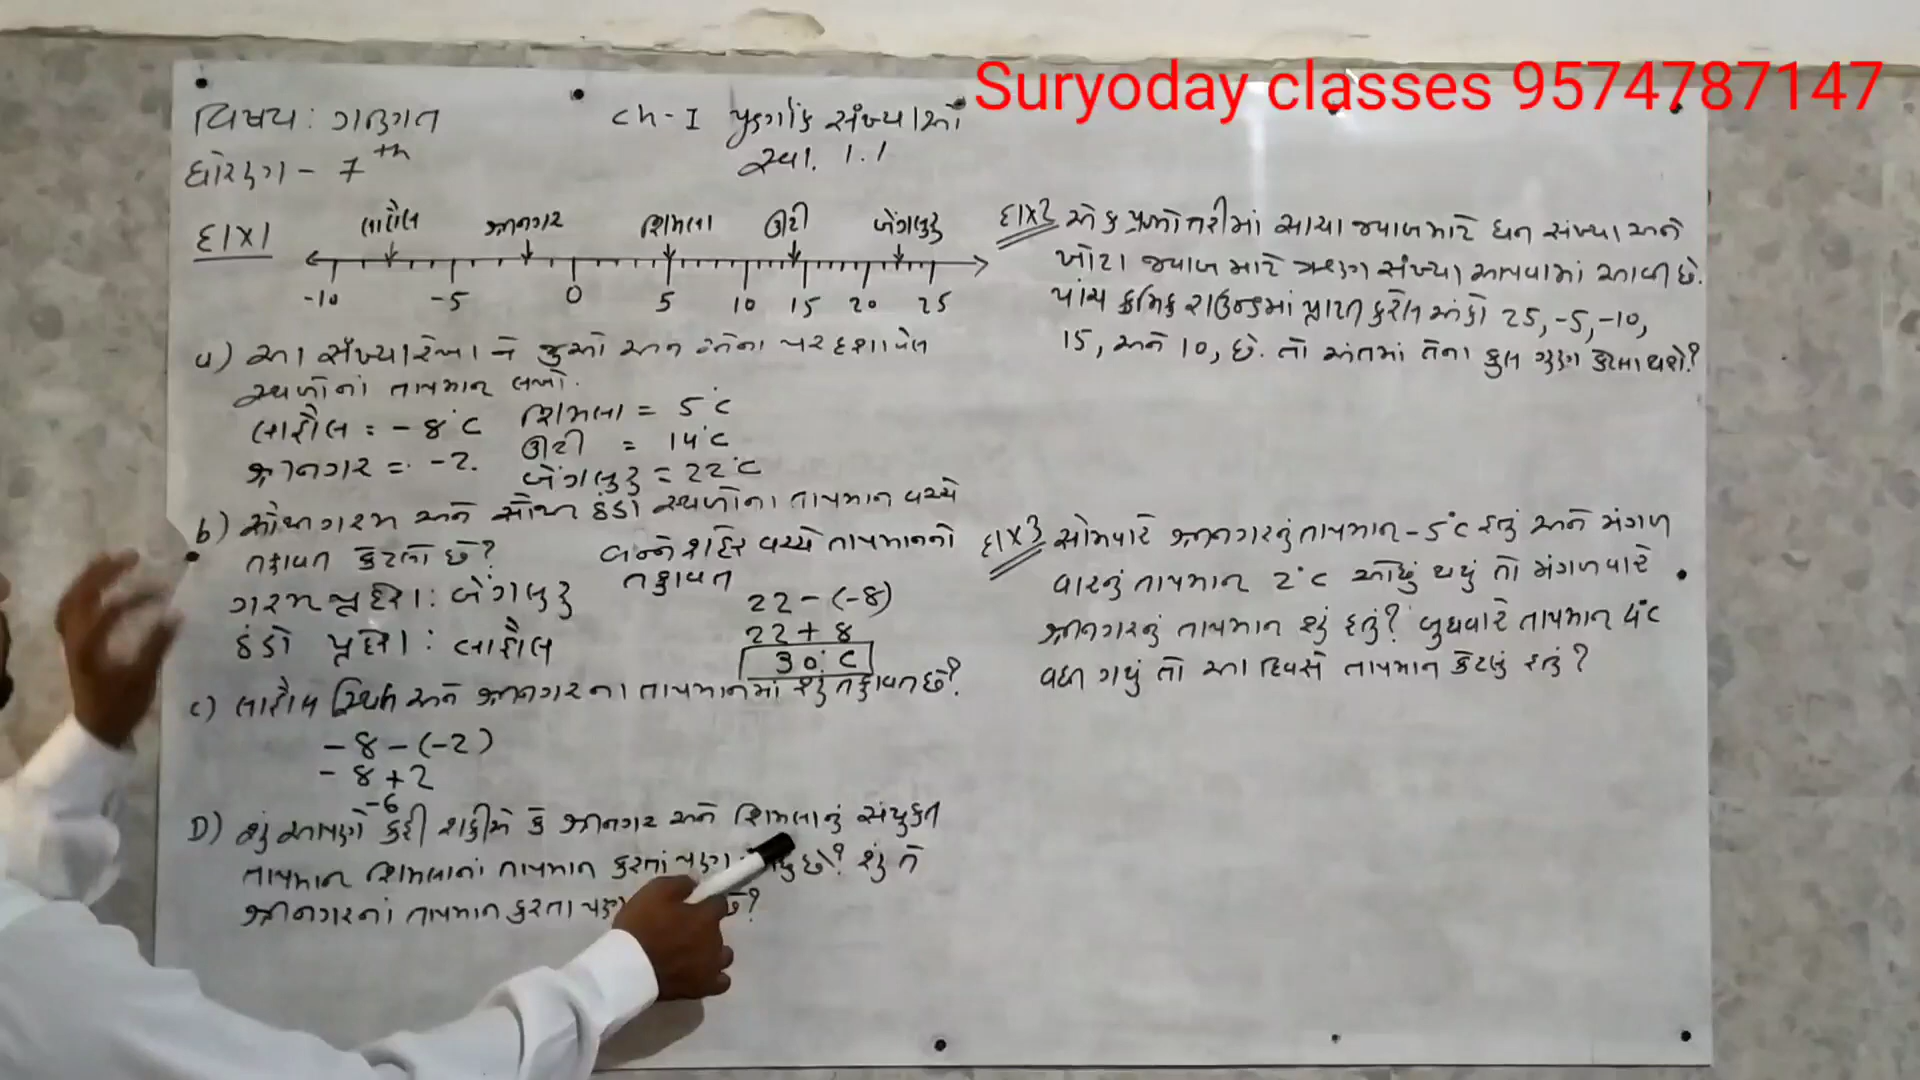 Suryoday classes 9574787147
વિષય : ગણિત
ધોરણ - 7th
ch-I પૂર્ણાંક સંખ્યાઓ
સ્વા. 1.1
દાખ1
લાહૌલ શ્રીનગર શિમલા ઊટી બેંગલુરુ
-10 -5 0 5 10 15 20 25
a) આ સંખ્યારેખા ને જુઓ અને તેના પર દર્શાવેલ
સ્થળોનાં તાપમાન લખો.
લાહૌલ = -8°C શિમલા = 5°C
શ્રીનગર = -2. ઊટી = 14°C
બેંગલુરુ = 22°C
b) સૌથી ગરમ અને સૌથી ઠંડા સ્થળોના તાપમાન વચ્ચે
તફાવત કેટલો છે?
ગરમ પ્રદેશ : બેંગલુરુ
ઠંડો પ્રદેશ : લાહૌલ
બન્ને શહેર વચ્ચે તાપમાનનો
તફાવત
22-(-8)
22+8
30°C
c) લાહૌલ સ્પિતિ અને શ્રીનગરના તાપમાનમાં શું તફાવત છે?
-8-(-2)
-8+2
-6
D) શું આપણે કહી શકીએ કે શ્રીનગર અને શિમલાનું સંયુક્ત
તાપમાન શિમલાનાં તાપમાન કરતાં પણ છે? શું તે
શ્રીનગરનાં તાપમાન કરતા પણ છે?
દાખ2 એક પ્રશ્નોત્તરીમાં સાચા જવાબ માટે ધન સંખ્યા અને
ખોટા જવાબ માટે ઋણ સંખ્યા આપવામાં આવી છે.
પાંચ ક્રમિક રાઉન્ડમાં પ્રાપ્ત કરેલ અંકો 25, -5, -10,
15, અને 10, છે. તો અંતમાં તેના કુલ ગુણ કેટલા થશે?
દાખ3 સોમવારે શ્રીનગરનું તાપમાન -5°C હતું અને મંગળ
વારનું તાપમાન 2°C ઓછું થયું તો મંગળવારે
શ્રીનગરનું તાપમાન શું હતું? બુધવારે તાપમાન 4°C
વધી ગયું તો આ દિવસે તાપમાન કેટલું હતું?